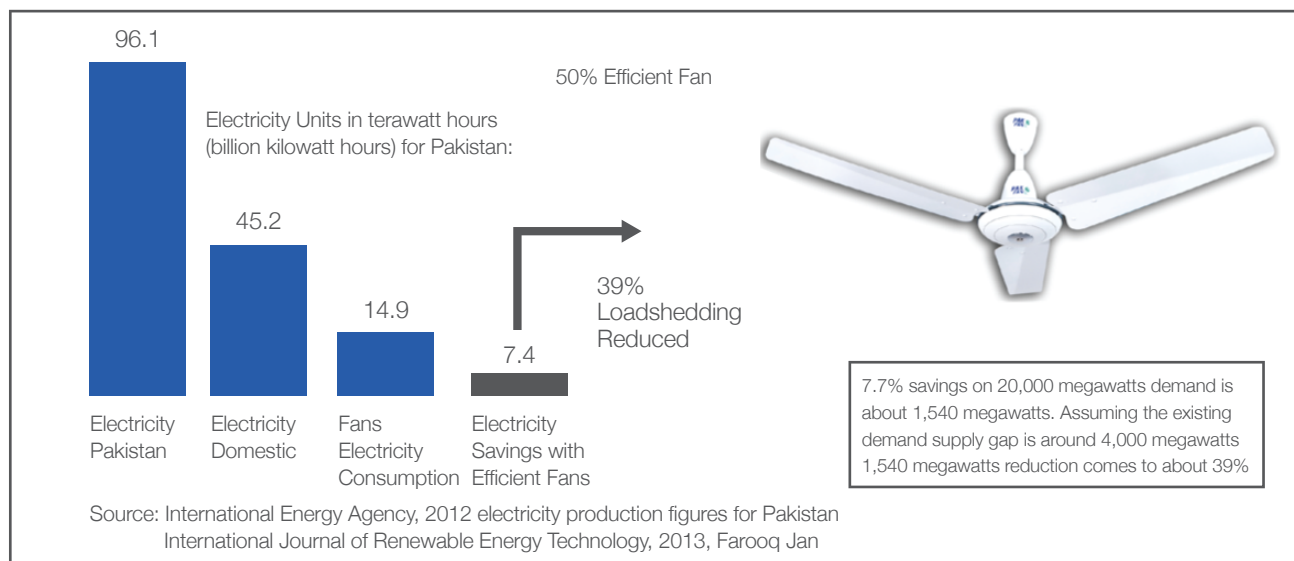 96.1
50% Efficient Fan
Electricity Units in terawatt hours
(billion kilowatt hours) for Pakistan:
45.2
14.9
39%
Loadshedding
Reduced
7.4
Electricity
Pakistan
Electricity
Domestic
Fans
Electricity
Consumption
Electricity
Savings with
Efficient Fans
7.7% savings on 20,000 megawatts demand is
about 1,540 megawatts. Assuming the existing
demand supply gap is around 4,000 megawatts
1,540 megawatts reduction comes to about 39%
Source: International Energy Agency, 2012 electricity production figures for Pakistan
International Journal of Renewable Energy Technology, 2013, Farooq Jan